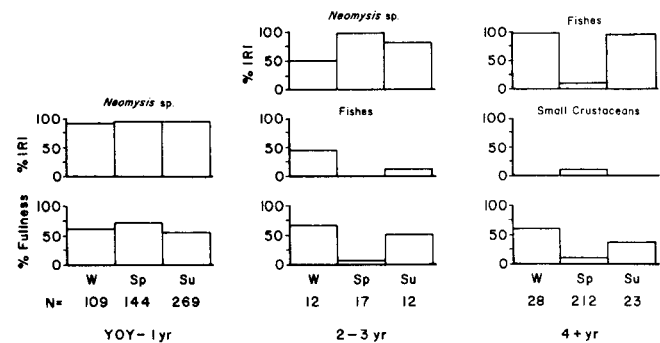 Neomysis sp.
Fishes
% IRI
100
50
0
100
50
0
Neomysis sp.
Fishes
Small Crustaceans
% IRI
100
50
0
100
50
0
100
50
0
% Fullness
100
50
0
100
50
0
100
50
0
W Sp Su W Sp Su W Sp Su
N= 109 144 269 12 17 12 28 212 23
YOY-1yr 2-3 yr 4+yr